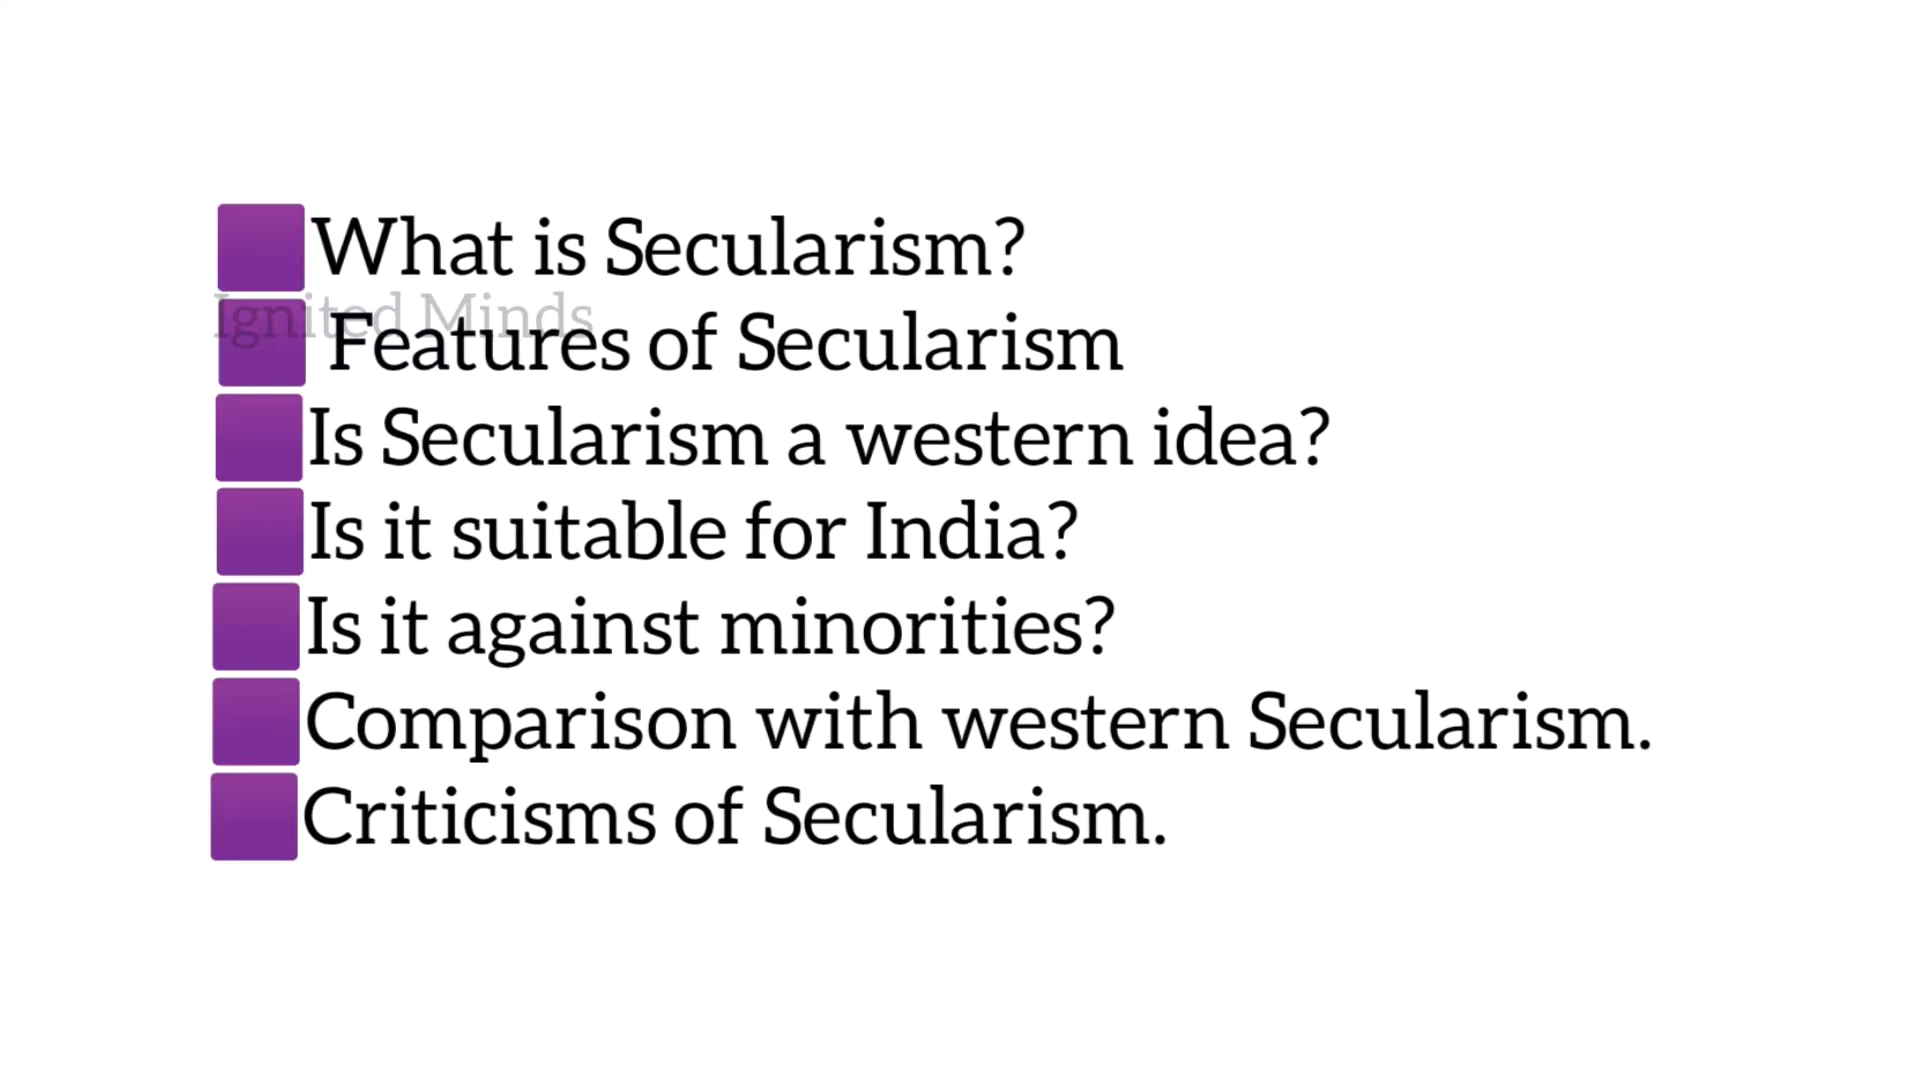 What is Secularism?
Ignited Minds
Features of Secularism
Is Secularism a western idea?
Is it suitable for India?
Is it against minorities?
Comparison with western Secularism.
Criticisms of Secularism.